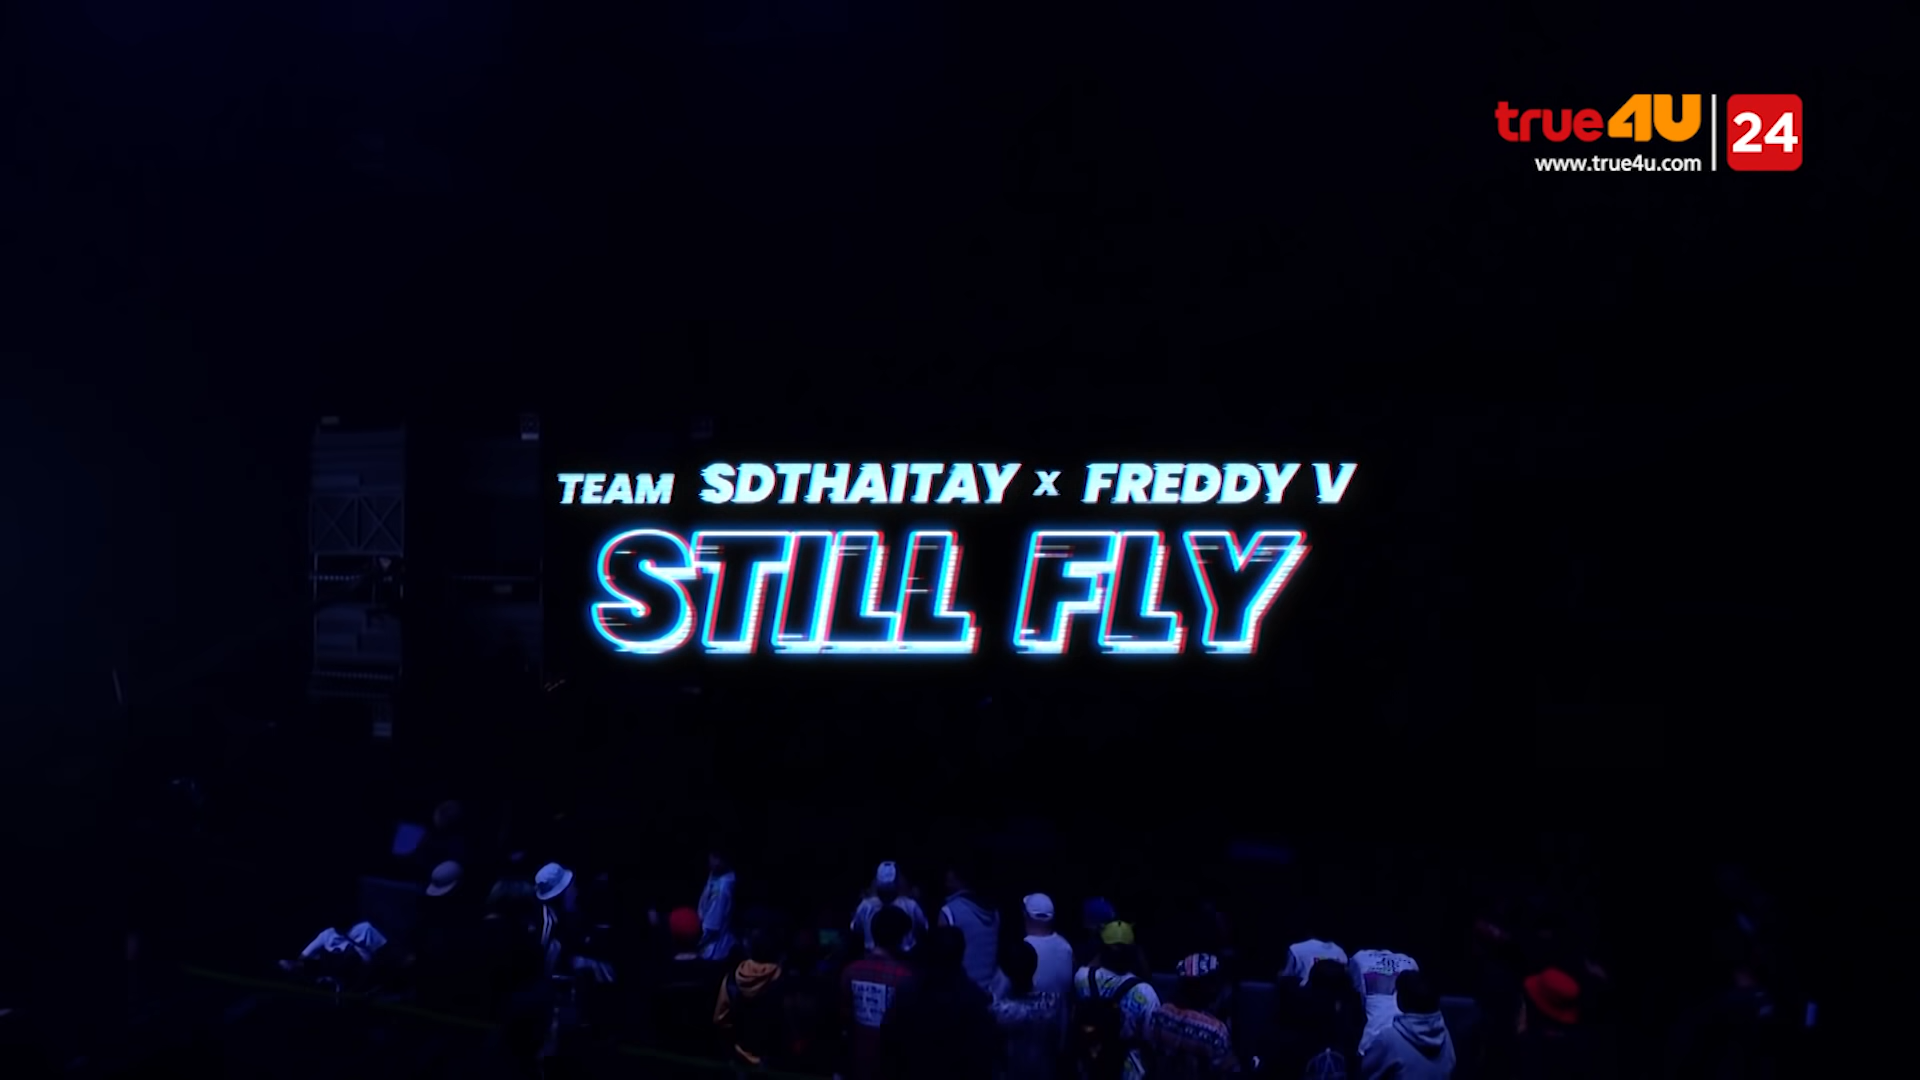 true4U
24
www.true4u.com
TEAM SDTHAITAY x FREDDY V
STILL FLY